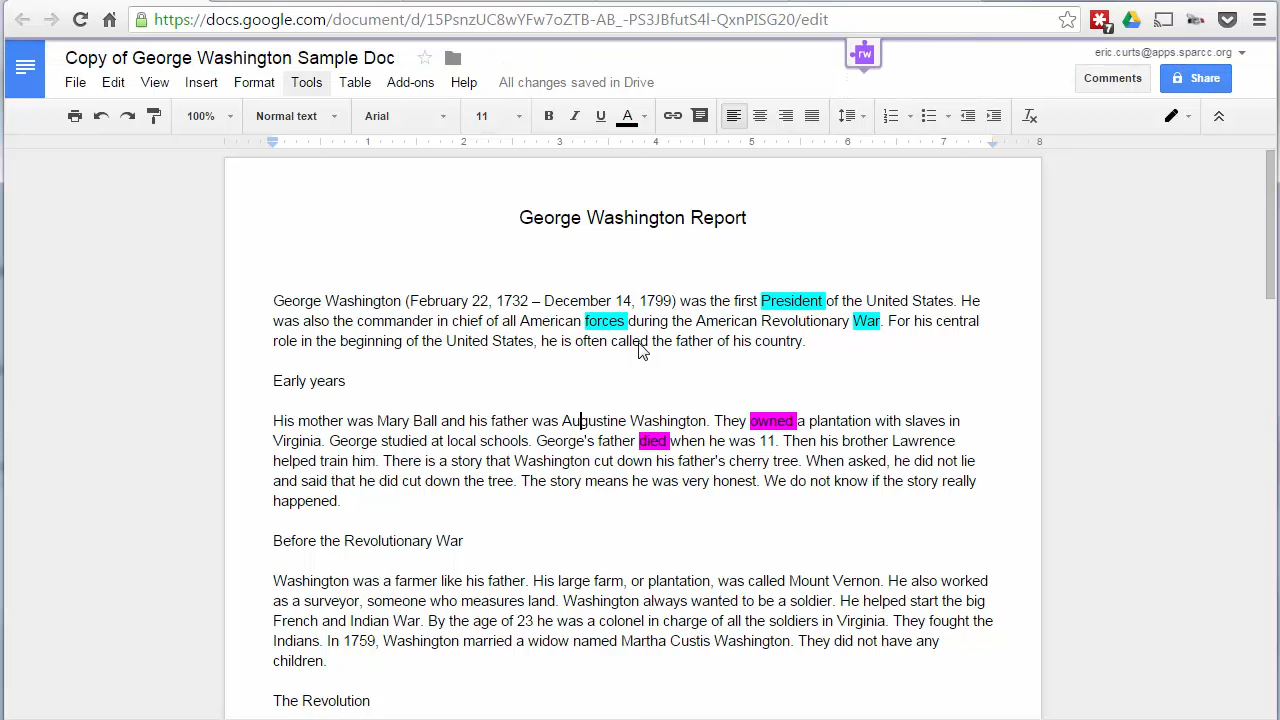 https://docs.google.com/document/d/15PsnzUC8wYFw7oZTB-AB_-PS3JBfutS4l-QxnPISG20/edit
7
Copy of George Washington Sample Doc
rw
eric.curts@apps.sparcc.org
File Edit View Insert Format Tools Table Add-ons Help All changes saved in Drive
Comments Share
100% Normal text Arial 11 B I U A
1 2 3 4 5 6 7 8
George Washington Report
George Washington (February 22, 1732 – December 14, 1799) was the first President of the United States. He
was also the commander in chief of all American forces during the American Revolutionary War. For his central
role in the beginning of the United States, he is often called the father of his country.
Early years
His mother was Mary Ball and his father was Augustine Washington. They owned a plantation with slaves in
Virginia. George studied at local schools. George's father died when he was 11. Then his brother Lawrence
helped train him. There is a story that Washington cut down his father's cherry tree. When asked, he did not lie
and said that he did cut down the tree. The story means he was very honest. We do not know if the story really
happened.
Before the Revolutionary War
Washington was a farmer like his father. His large farm, or plantation, was called Mount Vernon. He also worked
as a surveyor, someone who measures land. Washington always wanted to be a soldier. He helped start the big
French and Indian War. By the age of 23 he was a colonel in charge of all the soldiers in Virginia. They fought the
Indians. In 1759, Washington married a widow named Martha Custis Washington. They did not have any
children.
The Revolution